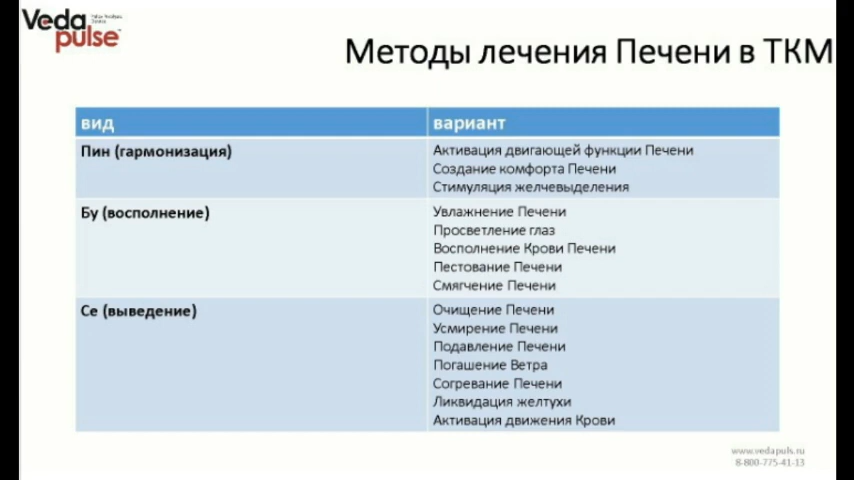 Veda
pulse
Методы лечения Печени в ТКМ
вид вариант
Пин (гармонизация) Активация двигающей функции Печени
Создание комфорта Печени
Стимуляция желчевыделения
Бу (восполнение) Увлажнение Печени
Просветление глаз
Восполнение Крови Печени
Пестование Печени
Смягчение Печени
Се (выведение) Очищение Печени
Усмирение Печени
Подавление Печени
Погашение Ветра
Согревание Печени
Ликвидация желтухи
Активация движения Крови
www.vedapuls.ru
8-800-775-41-13